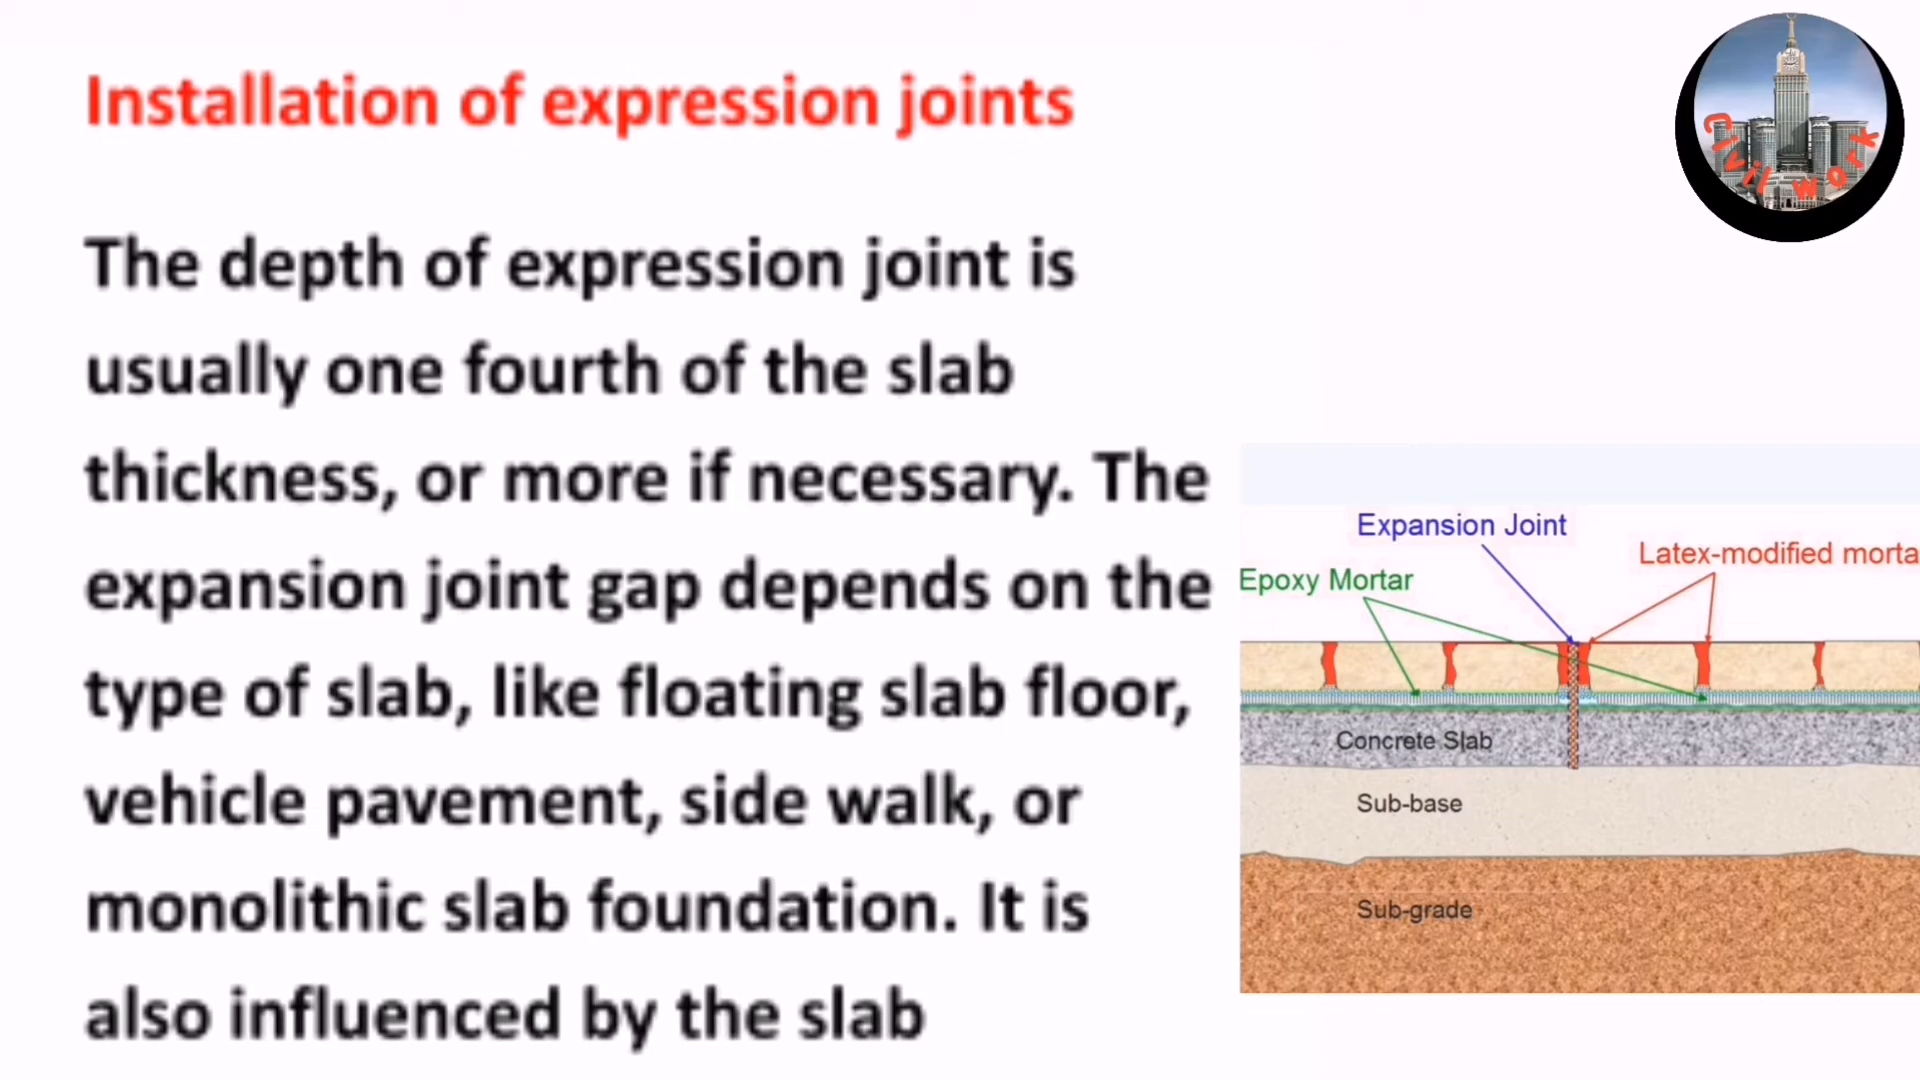 Installation of expression joints
The depth of expression joint is
usually one fourth of the slab
thickness, or more if necessary. The
expansion joint gap depends on the
type of slab, like floating slab floor,
vehicle pavement, side walk, or
monolithic slab foundation. It is
also influenced by the slab
Civil work
Expansion Joint
Latex-modified morta
Epoxy Mortar
Concrete Slab
Sub-base
Sub-grade